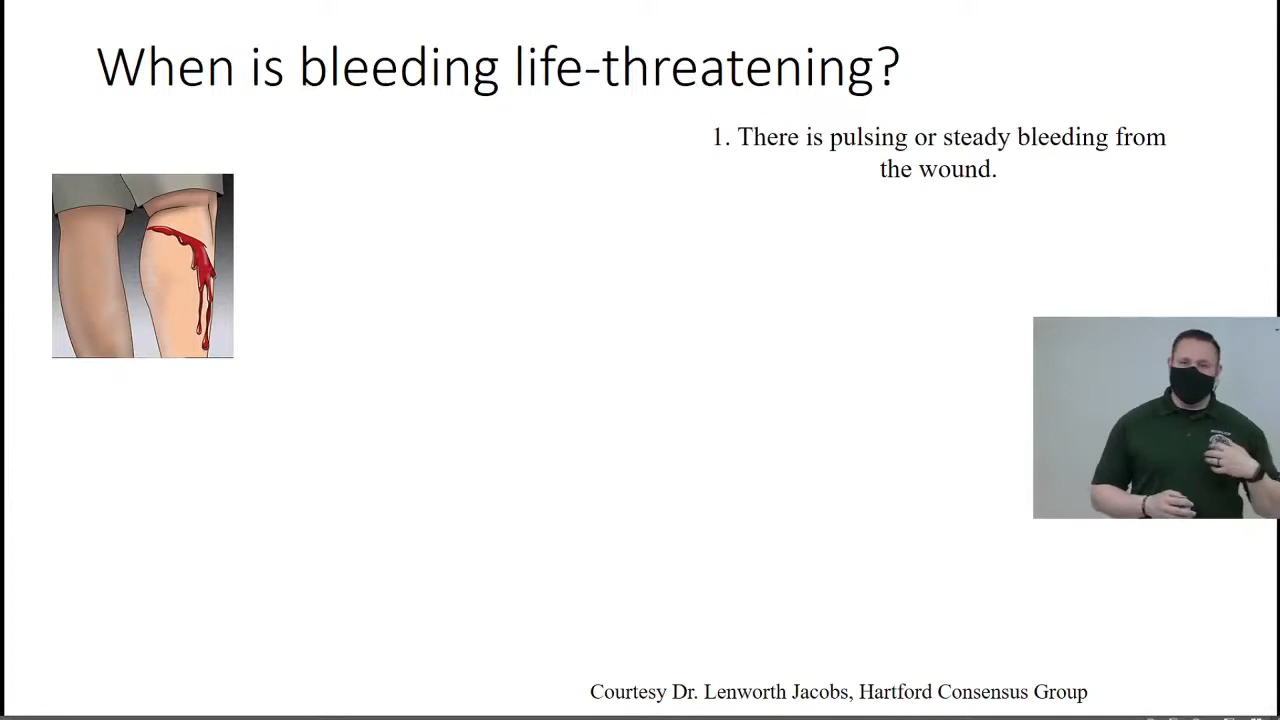 When is bleeding life-threatening?
1. There is pulsing or steady bleeding from
the wound.
Courtesy Dr. Lenworth Jacobs, Hartford Consensus Group